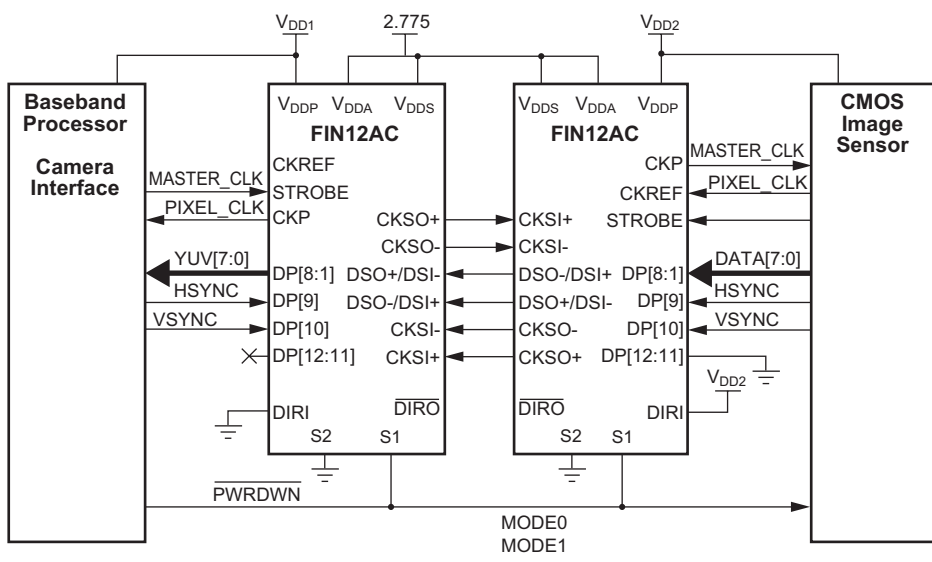 VDD1 2.775 VDD2
Baseband
Processor
Camera
Interface
VDDP VDDA VDDS
FIN12AC
CKREF
STROBE
CKP
CKSO+
CKSO-
DP[8:1] DSO+/DSI-
DP[9] DSO-/DSI+
DP[10] CKSI-
DP[12:11] CKSI+
DIRI DIRO
S2 S1
MASTER_CLK
PIXEL_CLK
YUV[7:0]
HSYNC
VSYNC
VDDS VDDA VDDP
FIN12AC
CKP
CKREF
CKSI+ STROBE
CKSI-
DSO-/DSI+ DP[8:1]
DSO+/DSI- DP[9]
CKSO- DP[10]
CKSO+ DP[12:11]
DIRO DIRI
S2 S1
MASTER_CLK
PIXEL_CLK
DATA[7:0]
HSYNC
VSYNC
VDD2
CMOS
Image
Sensor
PWRDWN
MODE0
MODE1